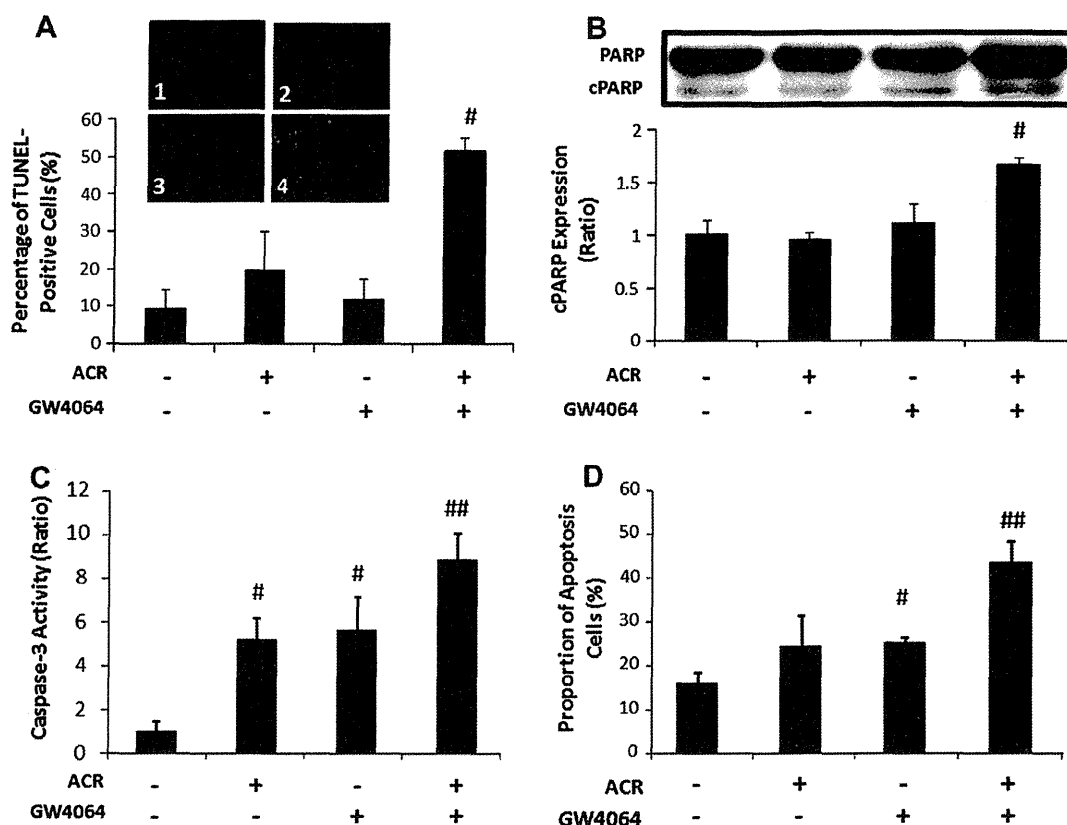 A
1 2
3 4
#
60
50
40
30
20
10
0
Percentage of TUNEL-
Positive Cells (%)
ACR - + - +
GW4064 - - + +
B
PARP
cPARP
#
2
1.5
1
0.5
0
cPARP Expression
(Ratio)
ACR - + - +
GW4064 - - + +
C
12
10
8
6
4
2
0
Caspase-3 Activity (Ratio)
# # ##
ACR - + - +
GW4064 - - + +
D
60
50
40
30
20
10
0
Proportion of Apoptosis
Cells (%)
# ##
ACR - + - +
GW4064 - - + +